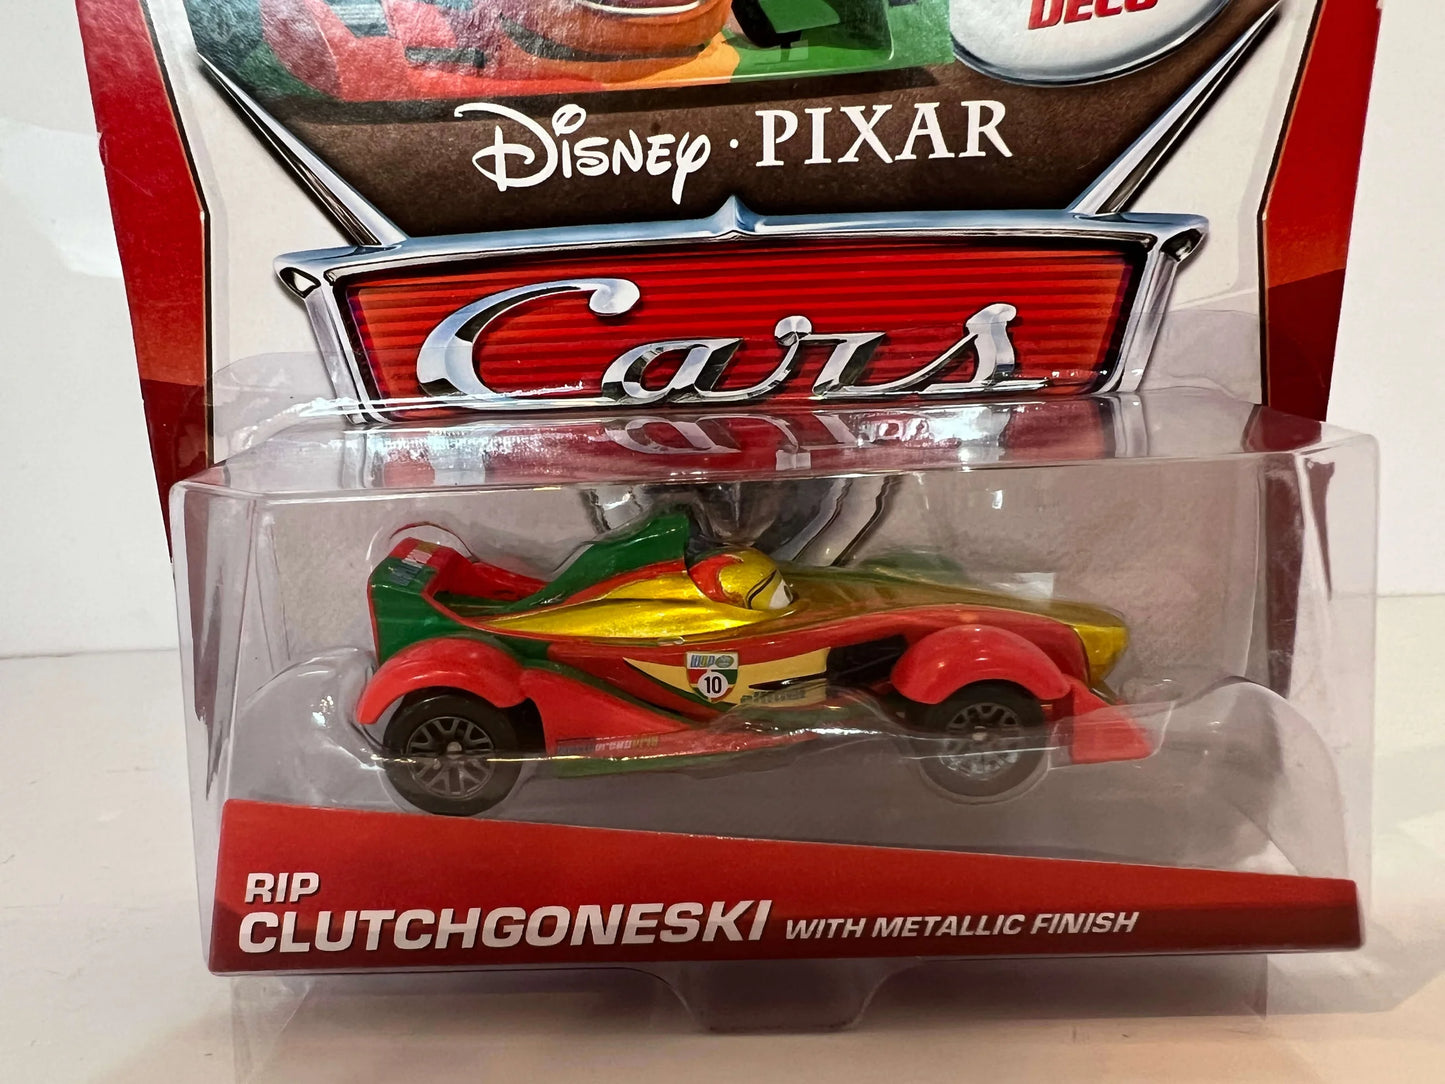 DECO
Disney · PIXAR
Cars
10
RIP
CLUTCHGONESKI WITH METALLIC FINISH